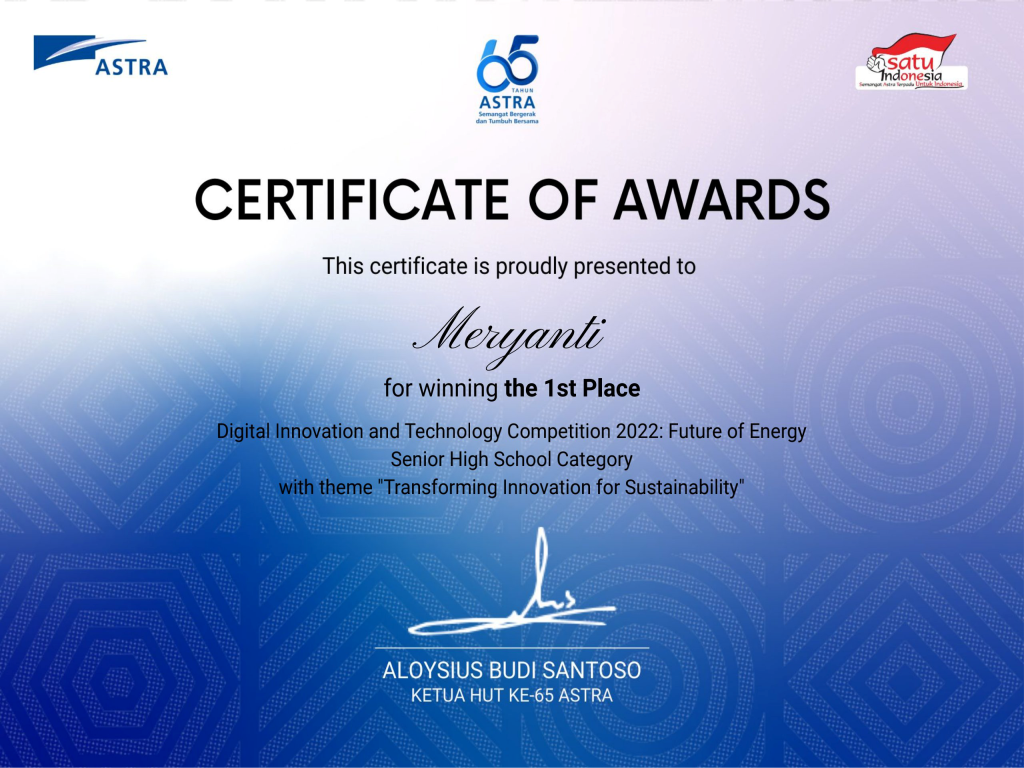 ASTRA
65
TAHUN
ASTRA
Semangat Bergerak
dan Tumbuh Bersama
satu
Indonesia
Semangat Astra Terpadu Untuk Indonesia
CERTIFICATE OF AWARDS
This certificate is proudly presented to
Meryanti
for winning the 1st Place
Digital Innovation and Technology Competition 2022: Future of Energy
Senior High School Category
with theme "Transforming Innovation for Sustainability"
ALOYSIUS BUDI SANTOSO
KETUA HUT KE-65 ASTRA